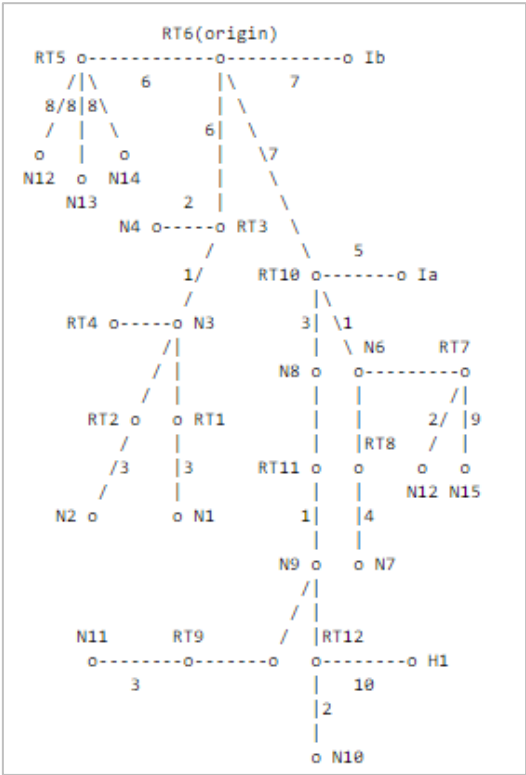 RT6(origin)
RT5 o------------o-----------o Ib
/|\    6      |\     7
8/8|8\        | \
/  |  \      6|  \
o   |   o      |   \7
N12  o  N14     |    \
N13     2  |     \
N4 o-----o RT3  \
/        \    5
1/     RT10 o-------o Ia
/           |\
RT4 o-----o N3        3| \1
/|           |  \ N6     RT7
/ |        N8 o   o---------o
/  |           |   |        /|
RT2 o   o RT1       |   |      2/ |9
/    |           |   |RT8   /  |
/3    |3     RT11 o   o     o   o
/      |           |   |    N12 N15
N2 o       o N1       1|   |4
|   |
N9 o   o N7
/|
/ |
N11      RT9       /  |RT12
o--------o-------o   o--------o H1
3                |   10
|2
|
o N10